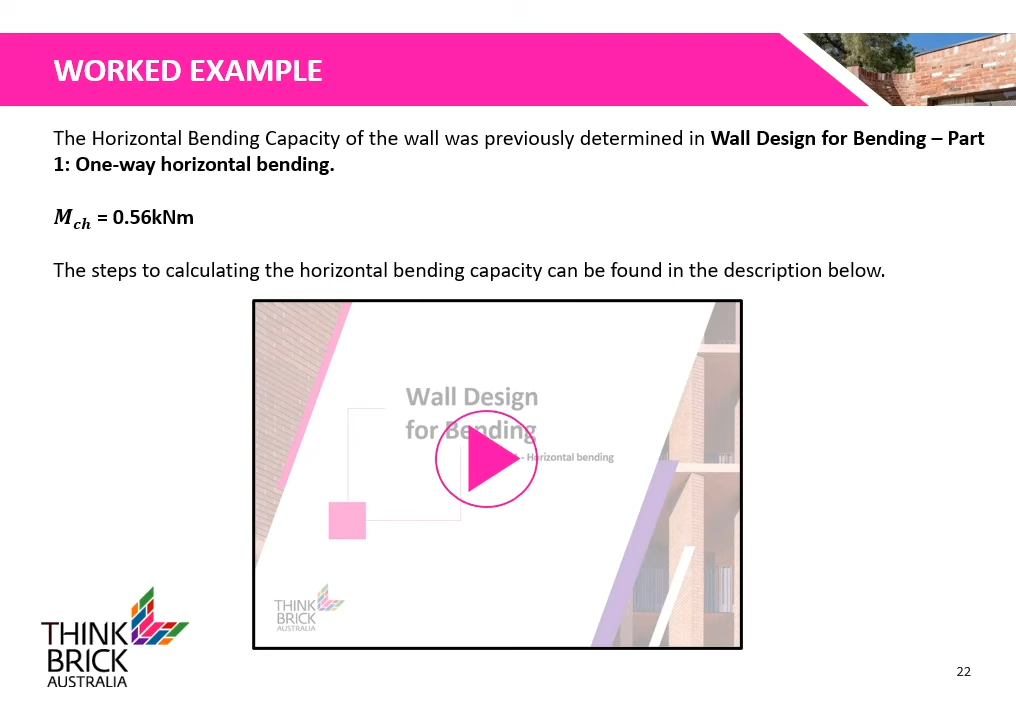 WORKED EXAMPLE
The Horizontal Bending Capacity of the wall was previously determined in Wall Design for Bending – Part
1: One-way horizontal bending.
M_ch = 0.56kNm
The steps to calculating the horizontal bending capacity can be found in the description below.
Wall Design
for Bending
- Horizontal bending
THINK
BRICK
AUSTRALIA
THINK
BRICK
AUSTRALIA
22